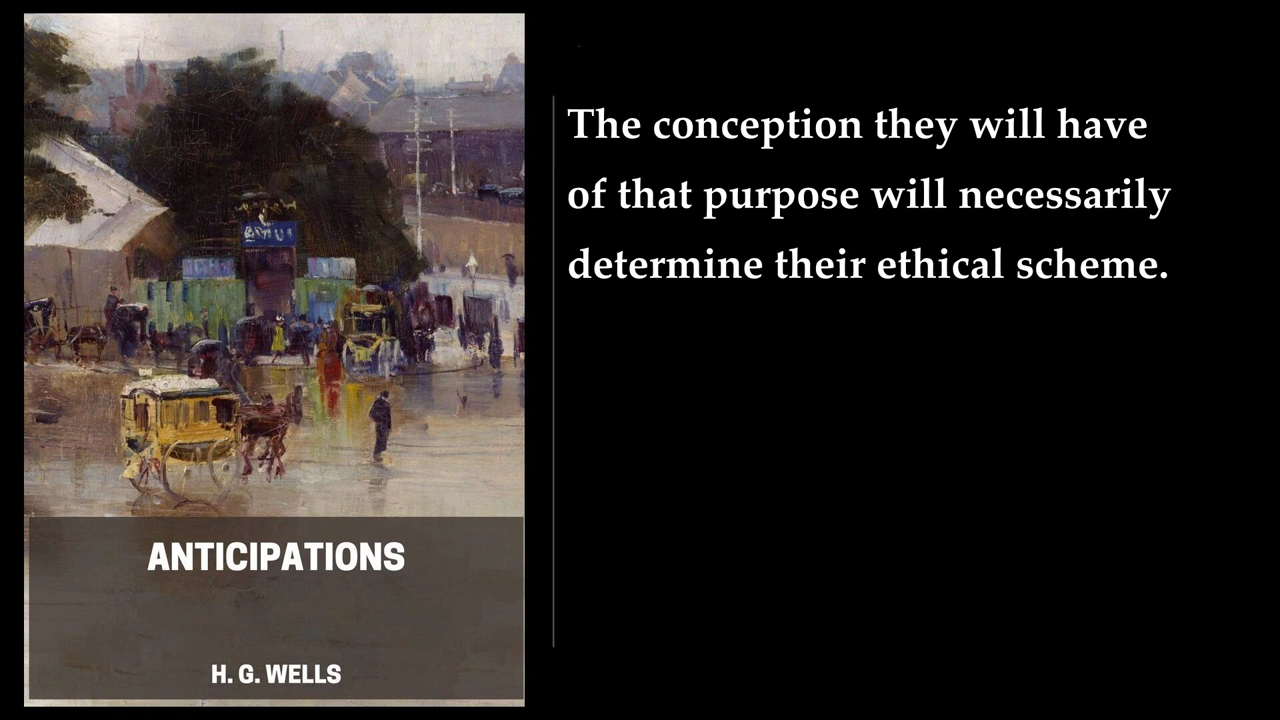 The conception they will have
of that purpose will necessarily
determine their ethical scheme.
ANTICIPATIONS
H. G. WELLS